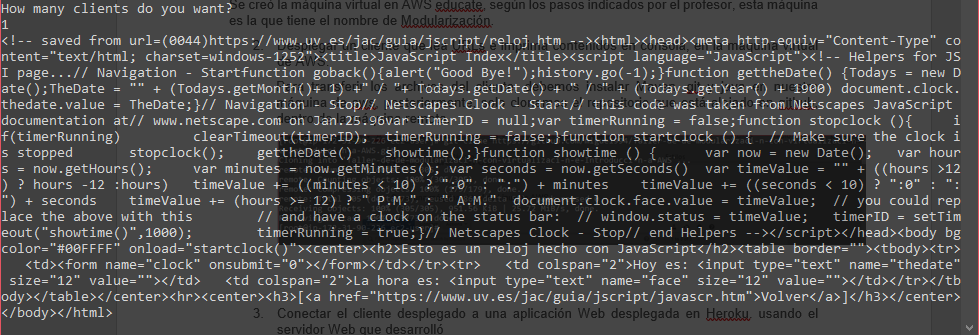 How many clients do you want?
1
<!-- saved from url=(0044)https://www.uv.es/jac/guia/jscript/reloj.htm --><html><head><meta http-equiv="Content-Type" co
ntent="text/html; charset=windows-1252"><title>JavaScript Index</title><script language="JavaScript"><!-- Helpers for JS
I page...// Navigation - Startfunction goback(){alert("Good Bye!");history.go(-1);}function gettheDate() {Todays = new D
ate();TheDate = "" + (Todays.getMonth()+ 1) +" / "+ Todays.getDate() + " / " + (Todays.getYear() + 1900) document.clock.
thedate.value = TheDate;}// Navigation - Stop// Netscapes Clock - Start// this code was taken from Netscapes JavaScript
documentation at// www.netscape.com on Jan.25.96var timerID = null;var timerRunning = false;function stopclock (){ i
f(timerRunning) clearTimeout(timerID); timerRunning = false;}function startclock () { // Make sure the clock i
s stopped stopclock(); gettheDate() showtime();}function showtime () { var now = new Date(); var hour
s = now.getHours(); var minutes = now.getMinutes(); var seconds = now.getSeconds() var timeValue = "" + ((hours >12
) ? hours -12 :hours) timeValue += ((minutes < 10) ? ":0" : ":") + minutes timeValue += ((seconds < 10) ? ":0" : ":
") + seconds timeValue += (hours >= 12) ? " P.M." : " A.M" document.clock.face.value = timeValue; // you could rep
lace the above with this // and have a clock on the status bar: // window.status = timeValue; timerID = setTim
eout("showtime()",1000); timerRunning = true;}// Netscapes Clock - Stop// end Helpers --></script></head><body bg
color="#00FFFF" onload="startclock()"><center><h2>Esto es un reloj hecho con JavaScript</h2><table border=""><tbody><tr>
<td><form name="clock" onsubmit="0"></form></td><tr> <td colspan="2">Hoy es: <input type="text" name="thedate"
size="12" value=""></td> <td colspan="2">La hora es: <input type="text" name="face" size="12" value=""></td></tr></tb
ody></table></center><hr><center><h3>[<a href="https://www.uv.es/jac/guia/jscript/javascr.htm">Volver</a>]</h3></center>
</body></html>
Se creó la máquina virtual en AWS educate, según los pasos indicados por el profesor, esta máquina
es la que tiene el nombre de Modularización.
3. Conectar el cliente desplegado a una aplicación Web desplegada en Heroku, usando el
servidor Web que desarrolló